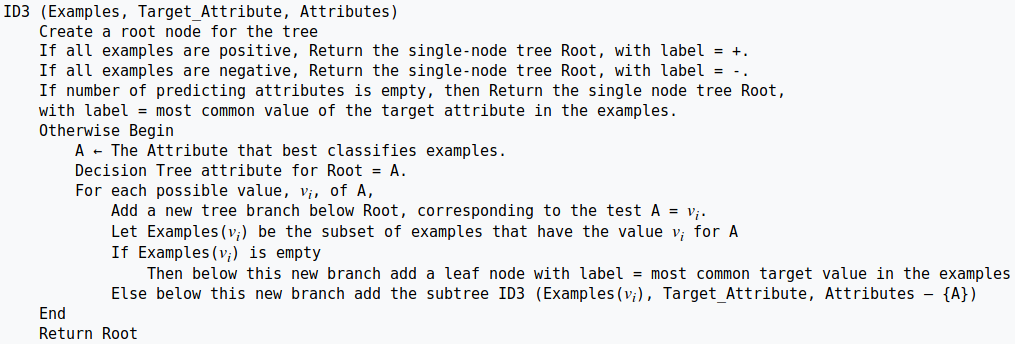 ID3 (Examples, Target_Attribute, Attributes)
    Create a root node for the tree
    If all examples are positive, Return the single-node tree Root, with label = +.
    If all examples are negative, Return the single-node tree Root, with label = -.
    If number of predicting attributes is empty, then Return the single node tree Root,
    with label = most common value of the target attribute in the examples.
    Otherwise Begin
        A ← The Attribute that best classifies examples.
        Decision Tree attribute for Root = A.
        For each possible value, vᵢ, of A,
            Add a new tree branch below Root, corresponding to the test A = vᵢ.
            Let Examples(vᵢ) be the subset of examples that have the value vᵢ for A
            If Examples(vᵢ) is empty
                Then below this new branch add a leaf node with label = most common target value in the examples
            Else below this new branch add the subtree ID3 (Examples(vᵢ), Target_Attribute, Attributes – {A})
    End
    Return Root